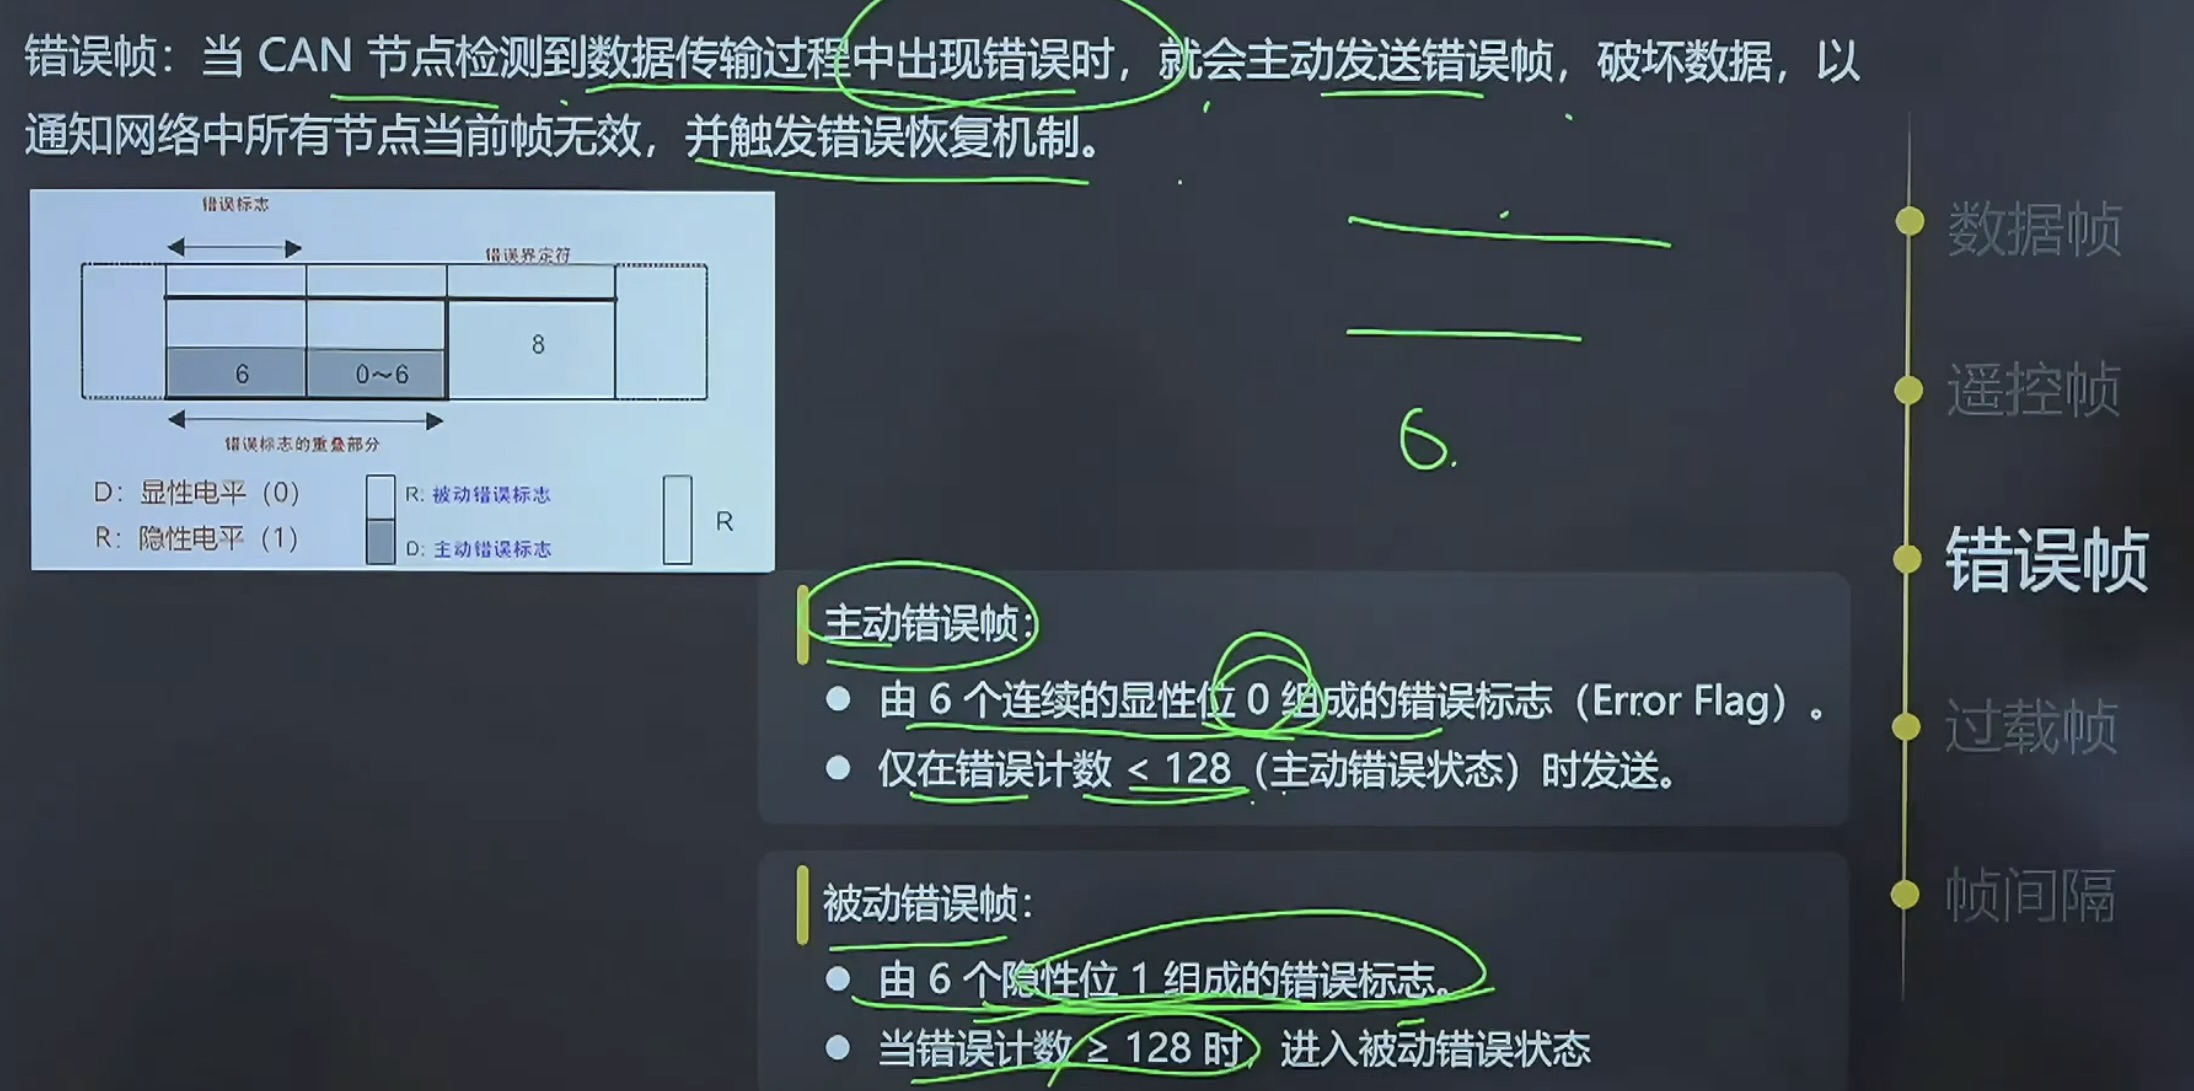 错误帧：当 CAN 节点检测到数据传输过程中出现错误时，就会主动发送错误帧，破坏数据，以
通知网络中所有节点当前帧无效，并触发错误恢复机制。
错误标志
错误界定符
8
6
0～6
错误标志的重叠部分
D：显性电平（0）
R：隐性电平（1）
R: 被动错误标志
D: 主动错误标志
R
6.
主动错误帧：
● 由 6 个连续的显性位 0 组成的错误标志（Error Flag）。
● 仅在错误计数 < 128（主动错误状态）时发送。
被动错误帧：
● 由 6 个隐性位 1 组成的错误标志。
● 当错误计数 ≥ 128 时，进入被动错误状态
数据帧
遥控帧
错误帧
过载帧
帧间隔